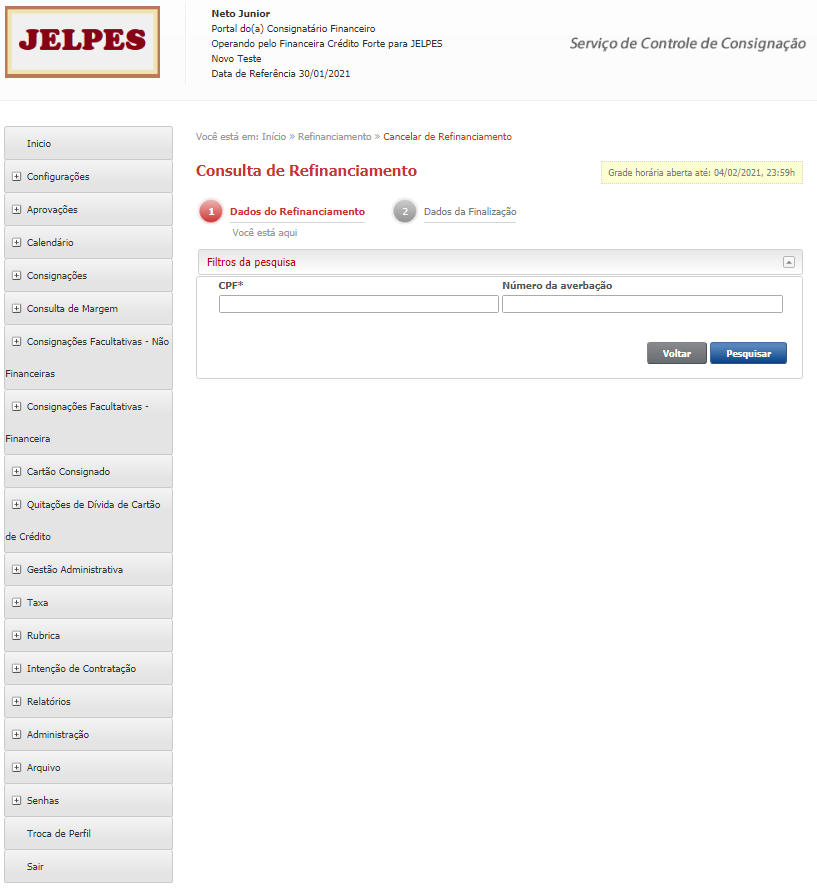 JELPES
Neto Junior
Portal do(a) Consignatário Financeiro
Operando pelo Financeira Crédito Forte para JELPES
Novo Teste
Data de Referência 30/01/2021
Serviço de Controle de Consignação
Inicio
Configurações
Aprovações
Calendário
Consignações
Consulta de Margem
Consignações Facultativas - Não
Financeiras
Consignações Facultativas -
Financeira
Cartão Consignado
Quitações de Dívida de Cartão
de Crédito
Gestão Administrativa
Taxa
Rubrica
Intenção de Contratação
Relatórios
Administração
Arquivo
Senhas
Troca de Perfil
Sair
Você está em: Início » Refinanciamento » Cancelar de Refinanciamento
Consulta de Refinanciamento
Grade horária aberta até: 04/02/2021, 23:59h
1 Dados do Refinanciamento
Você está aqui
2 Dados da Finalização
Filtros da pesquisa
CPF*
Número da averbação
Voltar
Pesquisar